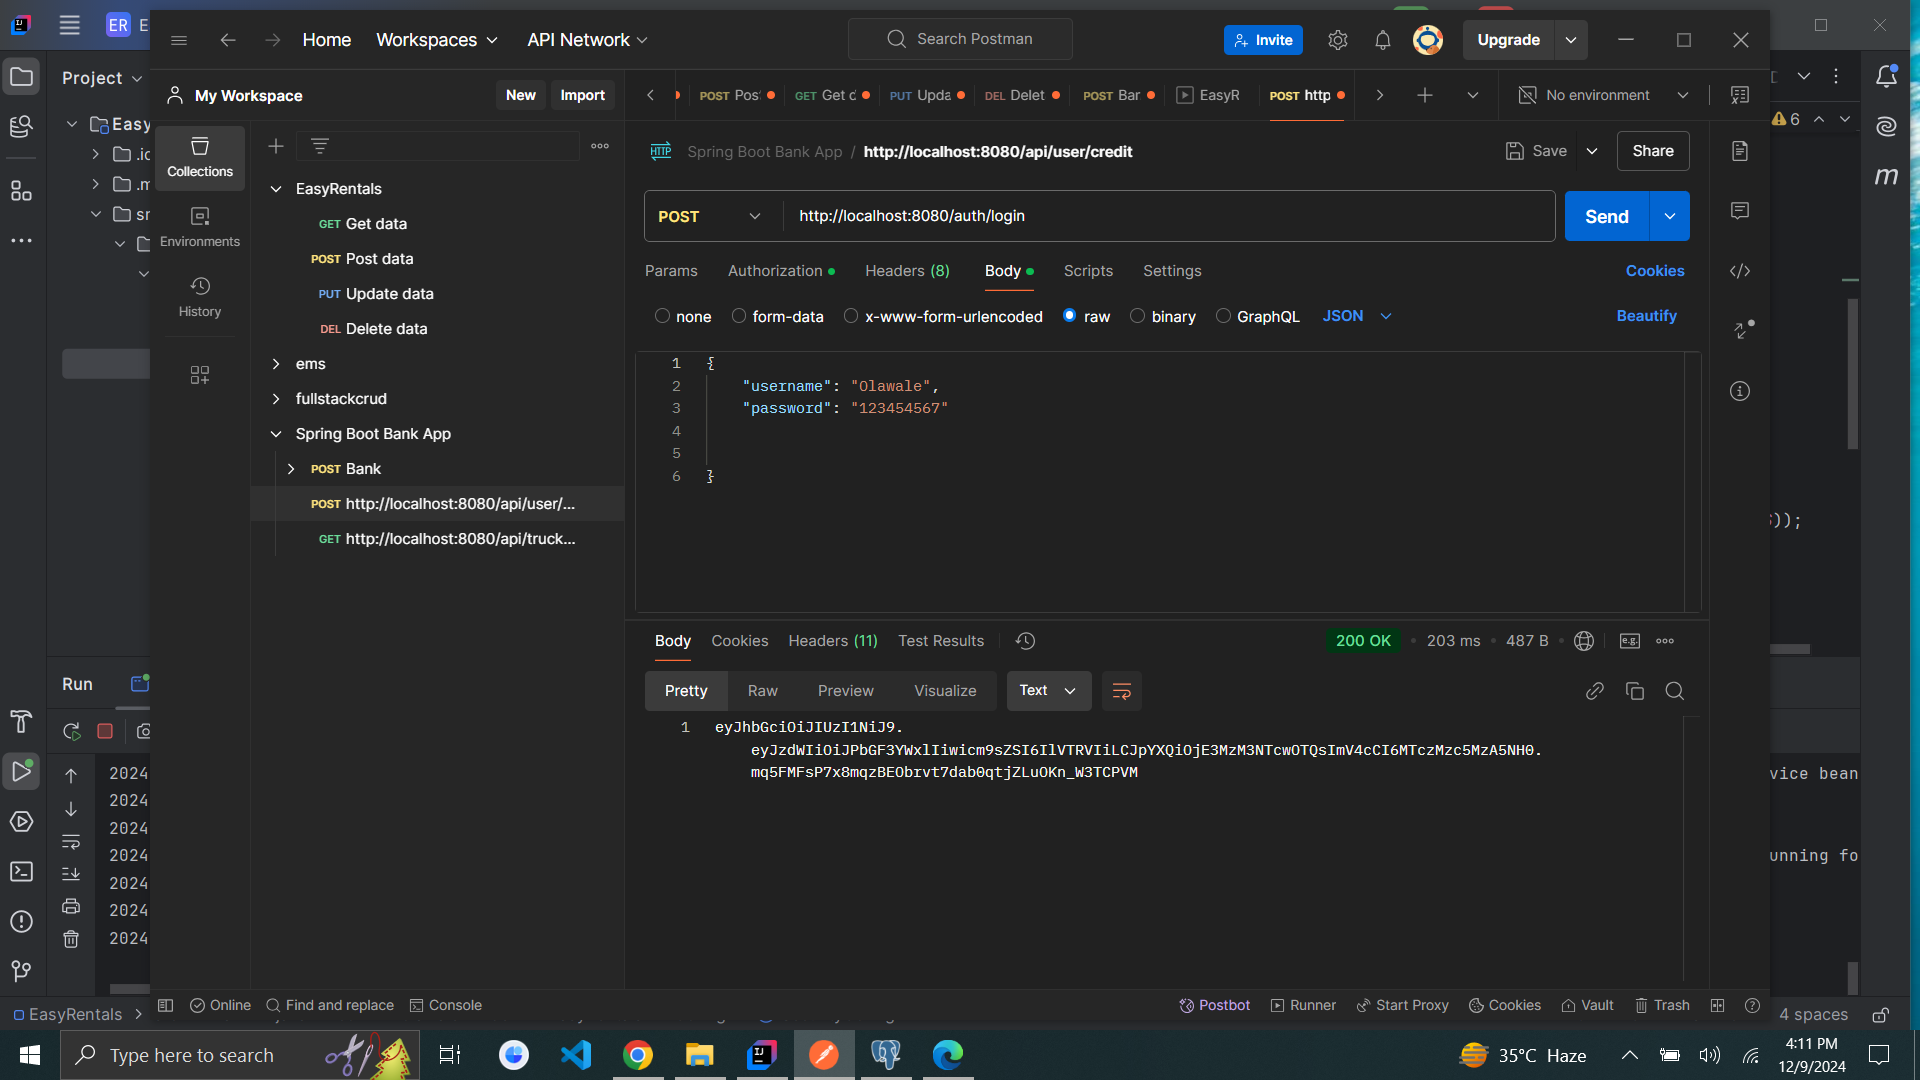 ER
E
Home
Workspaces
API Network
Search Postman
Invite
Upgrade
Project
My Workspace
New
Import
POST Pos
GET Get d
PUT Upda
DEL Delet
POST Bar
EasyR
POST http
No environment
6
Easy
.ic
.m
sr
Collections
Environments
History
EasyRentals
GET Get data
POST Post data
PUT Update data
DEL Delete data
ems
fullstackcrud
Spring Boot Bank App
POST Bank
POST http://localhost:8080/api/user/...
GET http://localhost:8080/api/truck...
HTTP
Spring Boot Bank App / http://localhost:8080/api/user/credit
Save
Share
POST
http://localhost:8080/auth/login
Send
Params
Authorization
Headers (8)
Body
Scripts
Settings
Cookies
none
form-data
x-www-form-urlencoded
raw
binary
GraphQL
JSON
Beautify
1 {
2 "username": "Olawale",
3 "password": "123454567"
4
5
6 }
));
Body
Cookies
Headers (11)
Test Results
200 OK
203 ms
487 B
e.g.
Pretty
Raw
Preview
Visualize
Text
1 eyJhbGciOiJIUzI1NiJ9.
eyJzdWIiOiJPbGF3YWxlIiwicm9sZSI6IlVTRVIiLCJpYXQiOjE3MzM3NTcwOTQsImV4cCI6MTczMzc5MzA5NH0.
mq5FMFsP7x8mqzBEObrvt7dab0qtjZLuOKn_W3TCPVM
Run
2024
2024
2024
2024
2024
2024
2024
vice bean
unning fo
m
Online
Find and replace
Console
Postbot
Runner
Start Proxy
Cookies
Vault
Trash
EasyRentals
4 spaces
Type here to search
35°C Haze
4:11 PM
12/9/2024